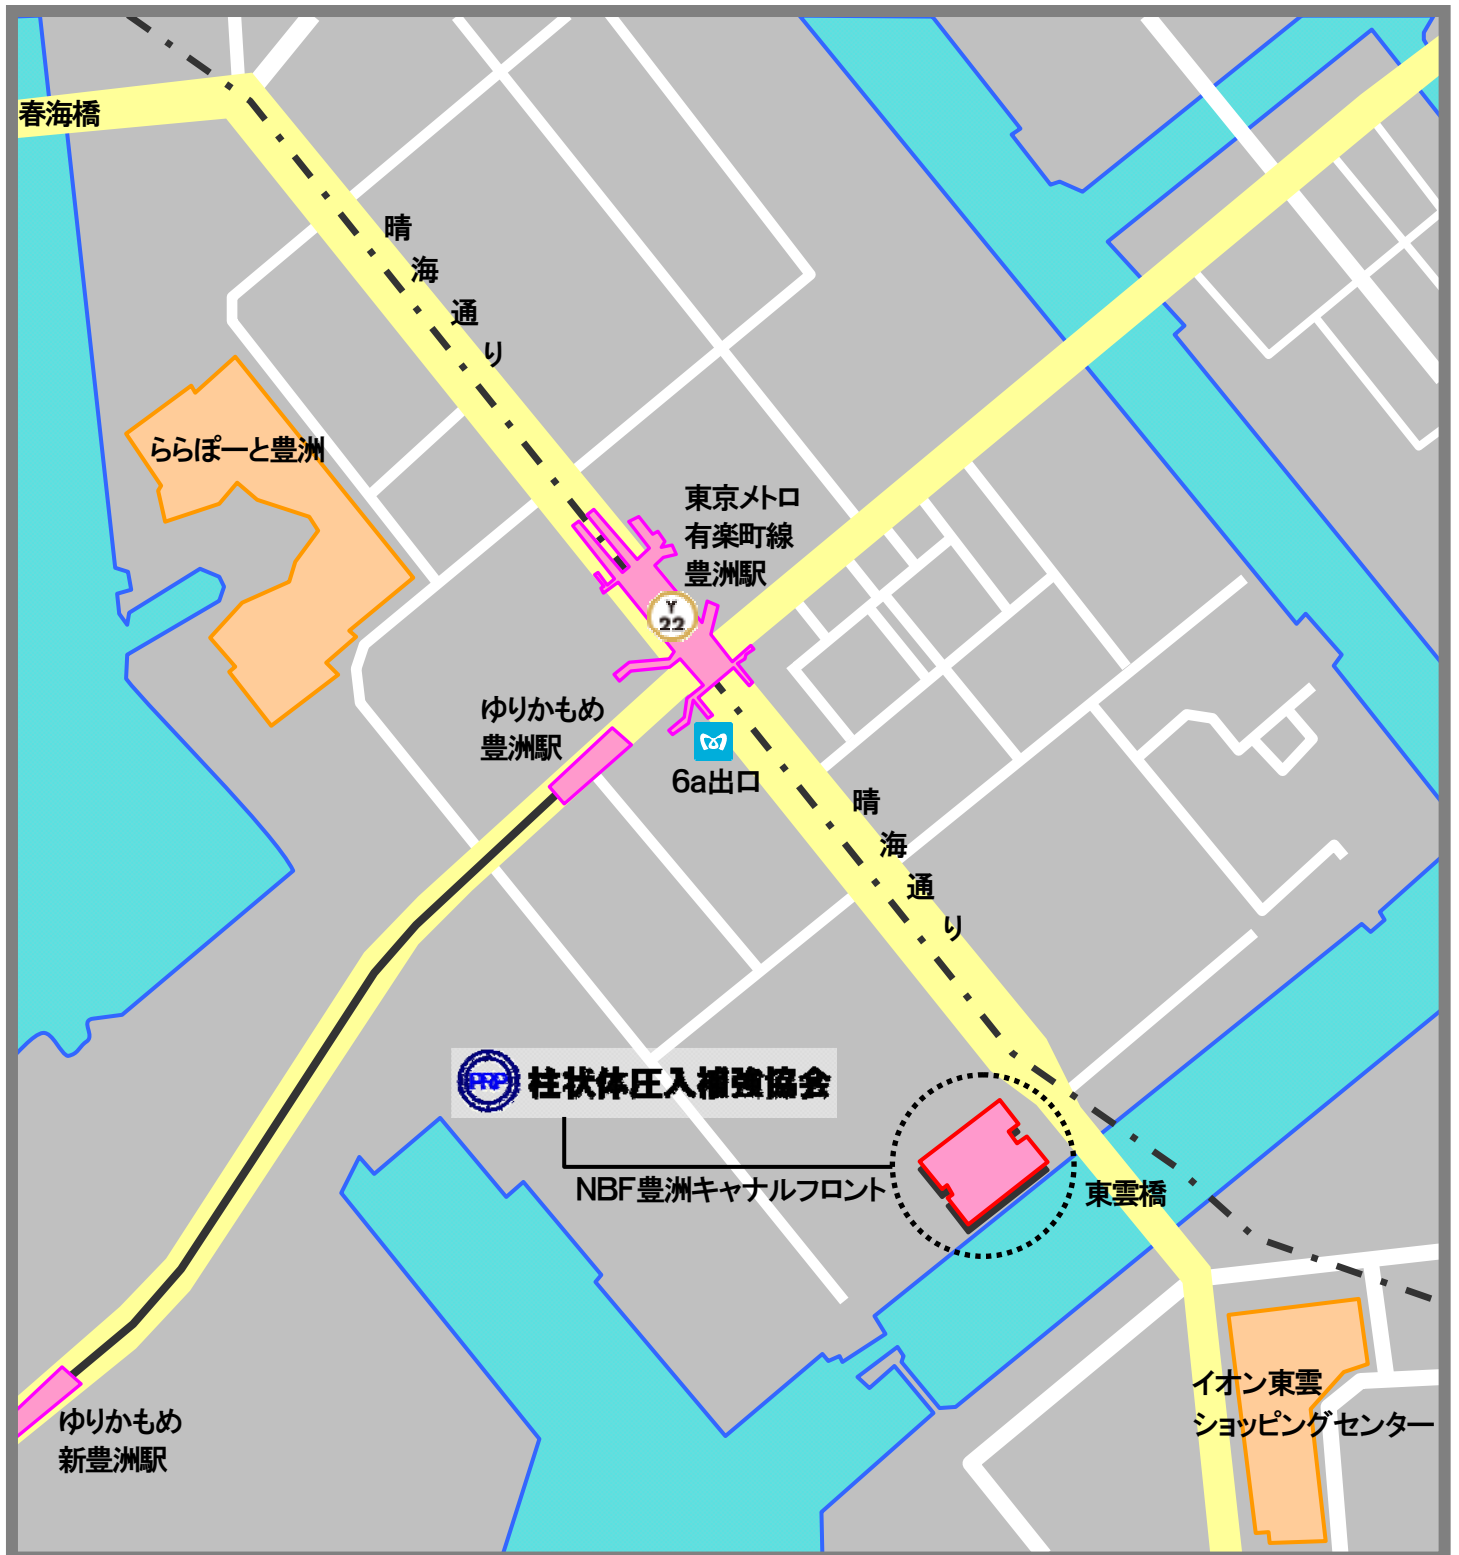 春海橋
晴海通り
ららぽーと豊洲
東京メトロ
有楽町線
豊洲駅
Y
22
ゆりかもめ
豊洲駅
6a出口
晴海通り
PRP 柱状体圧入補強協会
NBF豊洲キャナルフロント
東雲橋
イオン東雲
ショッピングセンター
ゆりかもめ
新豊洲駅